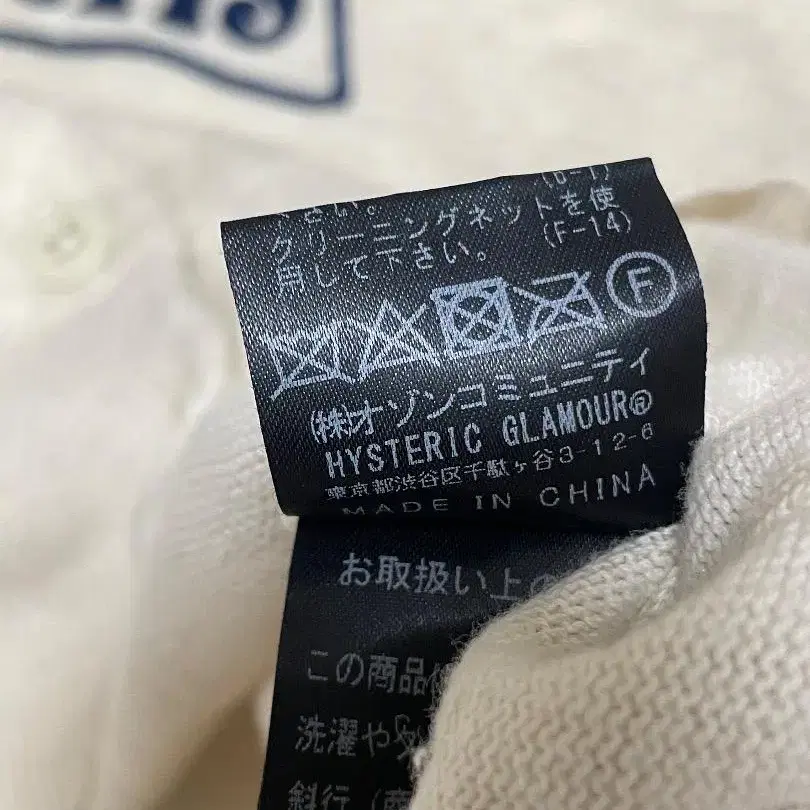 さい。 (B-1)
クリーニングネットを使
用して下さい。 (F-14)
F
(株)オゾンコミュニティ
HYSTERIC GLAMOUR®
東京都渋谷区千駄ヶ谷3-12-6
MADE IN CHINA
お取扱い上の
この商品
洗濯や
斜行(商